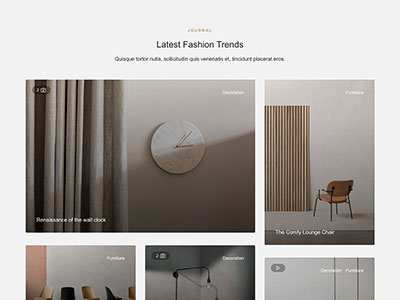 JOURNAL
Latest Fashion Trends
Quisque tortor nulla, sollicitudin quis venenatis et, tincidunt placerat eros.
2
Decoration
Renaissance of the wall clock
Furniture
The Comfy Lounge Chair
Furniture
2
Decoration
Decoration Furniture